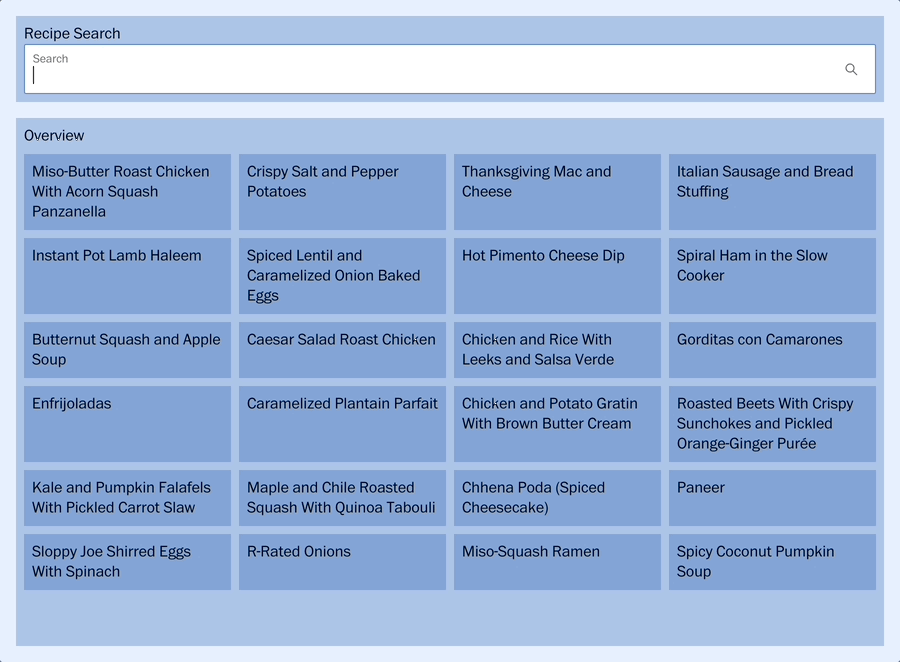 Recipe Search
Search
Overview
Miso-Butter Roast Chicken
With Acorn Squash
Panzanella
Crispy Salt and Pepper
Potatoes
Thanksgiving Mac and
Cheese
Italian Sausage and Bread
Stuffing
Instant Pot Lamb Haleem
Spiced Lentil and
Caramelized Onion Baked
Eggs
Hot Pimento Cheese Dip
Spiral Ham in the Slow
Cooker
Butternut Squash and Apple
Soup
Caesar Salad Roast Chicken
Chicken and Rice With
Leeks and Salsa Verde
Gorditas con Camarones
Enfrijoladas
Caramelized Plantain Parfait
Chicken and Potato Gratin
With Brown Butter Cream
Roasted Beets With Crispy
Sunchokes and Pickled
Orange-Ginger Purée
Kale and Pumpkin Falafels
With Pickled Carrot Slaw
Maple and Chile Roasted
Squash With Quinoa Tabouli
Chhena Poda (Spiced
Cheesecake)
Paneer
Sloppy Joe Shirred Eggs
With Spinach
R-Rated Onions
Miso-Squash Ramen
Spicy Coconut Pumpkin
Soup